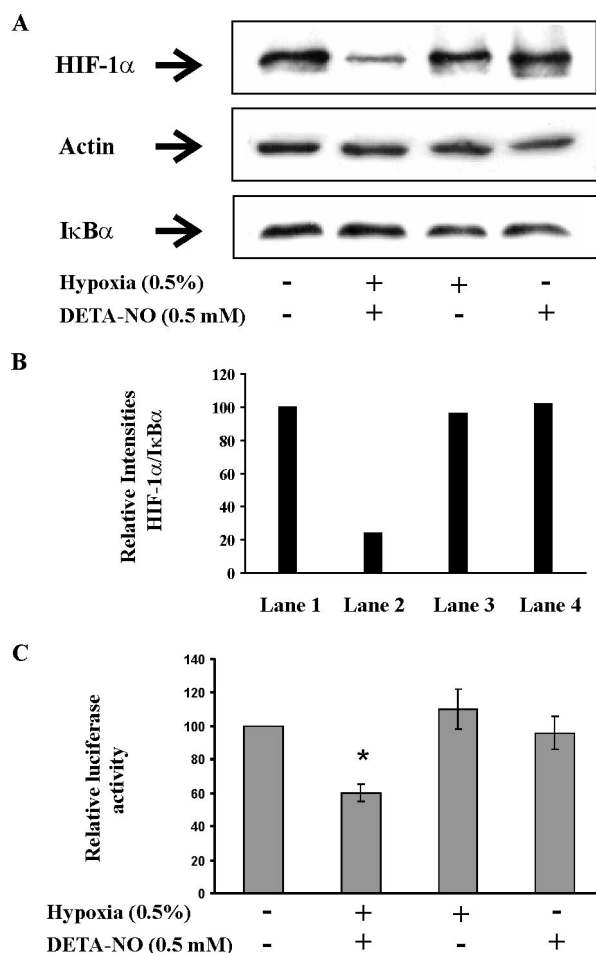 A
HIF-1α
Actin
IκBα
Hypoxia (0.5%) - + + -
DETA-NO (0.5 mM) - + - +
B
Relative Intensities
HIF-1α/IκBα
120
100
80
60
40
20
0
Lane 1 Lane 2 Lane 3 Lane 4
C
Relative luciferase
activity
140
120
100
80
60
40
20
0
*
Hypoxia (0.5%) - + + -
DETA-NO (0.5 mM) - + - +